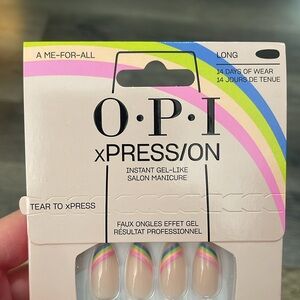 A ME-FOR-ALL
LONG
14 DAYS OF WEAR
14 JOURS DE TENUE
O·P·I
xPRESS/ON
INSTANT GEL-LIKE
SALON MANICURE
TEAR TO xPRESS
FAUX ONGLES EFFET GEL
RÉSULTAT PROFESSIONNEL